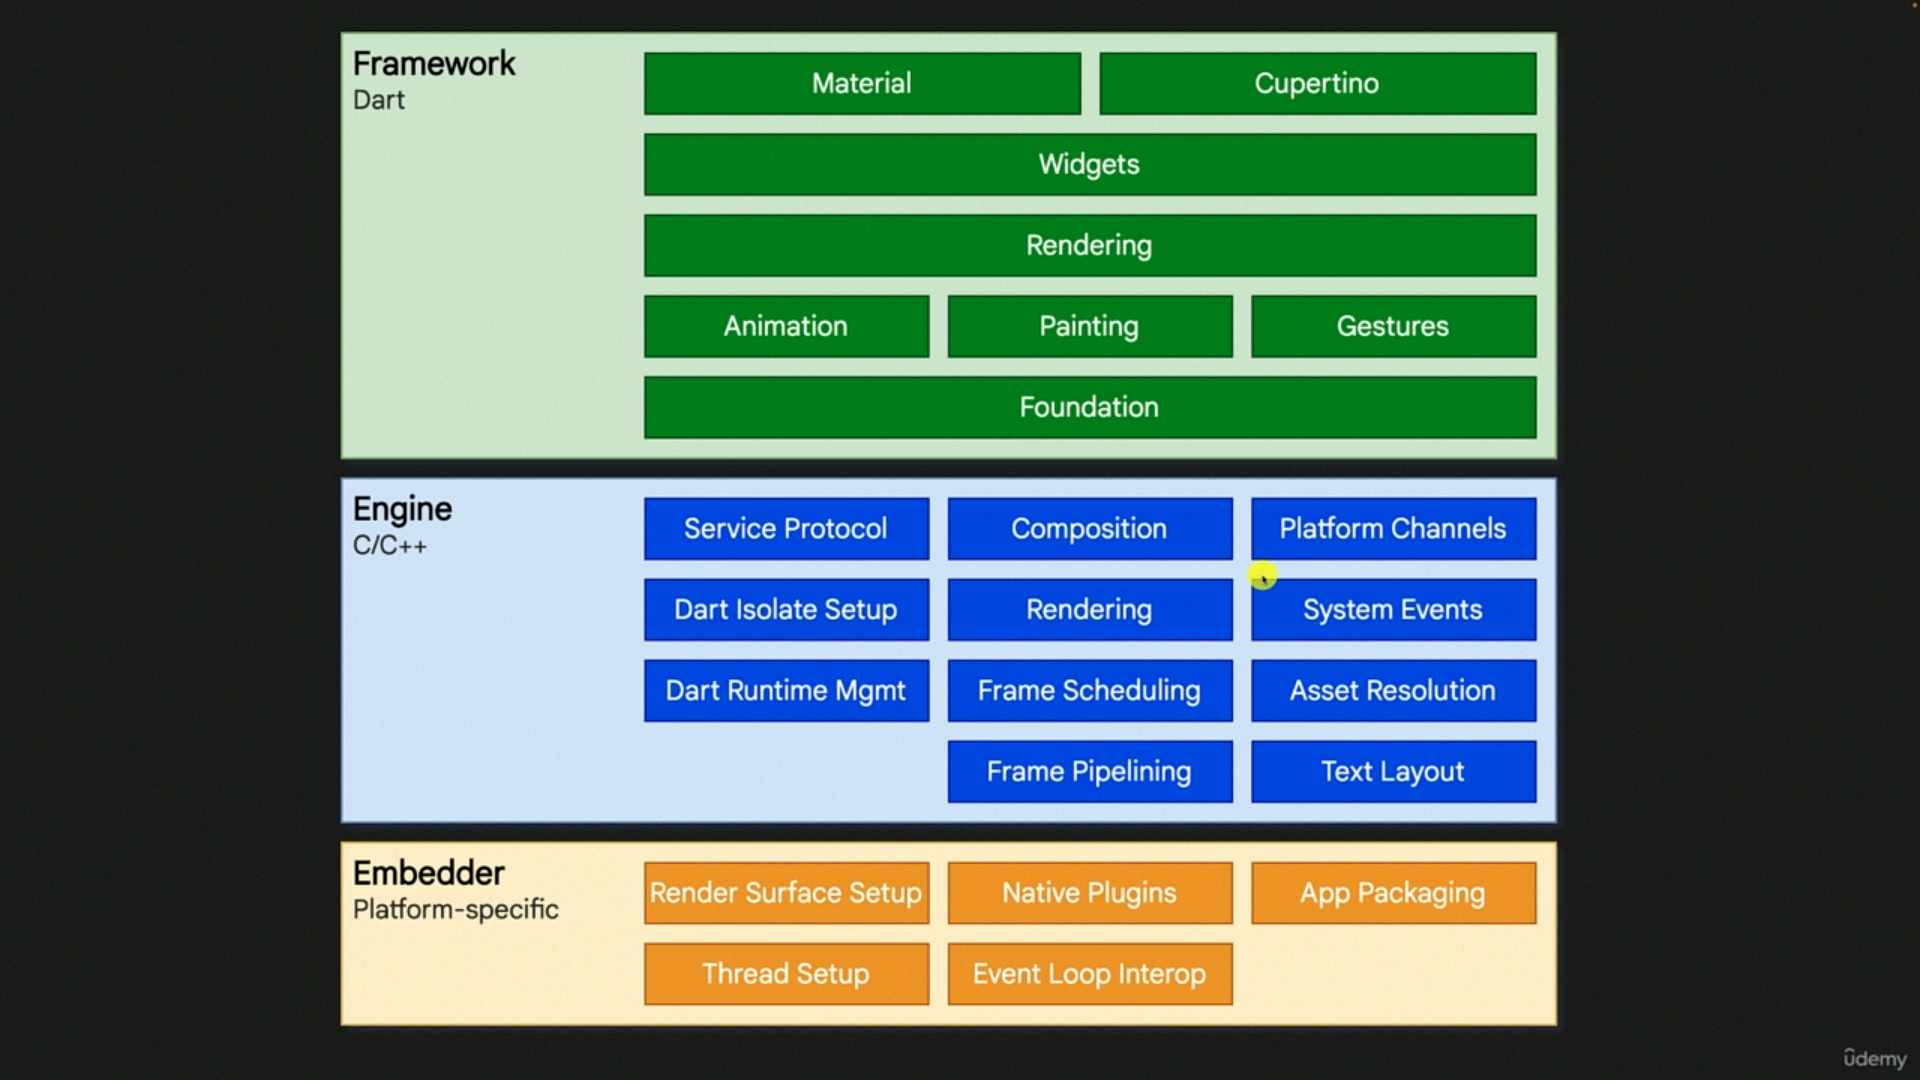 Framework
Dart
Material
Cupertino
Widgets
Rendering
Animation
Painting
Gestures
Foundation
Engine
C/C++
Service Protocol
Composition
Platform Channels
Dart Isolate Setup
Rendering
System Events
Dart Runtime Mgmt
Frame Scheduling
Asset Resolution
Frame Pipelining
Text Layout
Embedder
Platform-specific
Render Surface Setup
Native Plugins
App Packaging
Thread Setup
Event Loop Interop
ûdemy